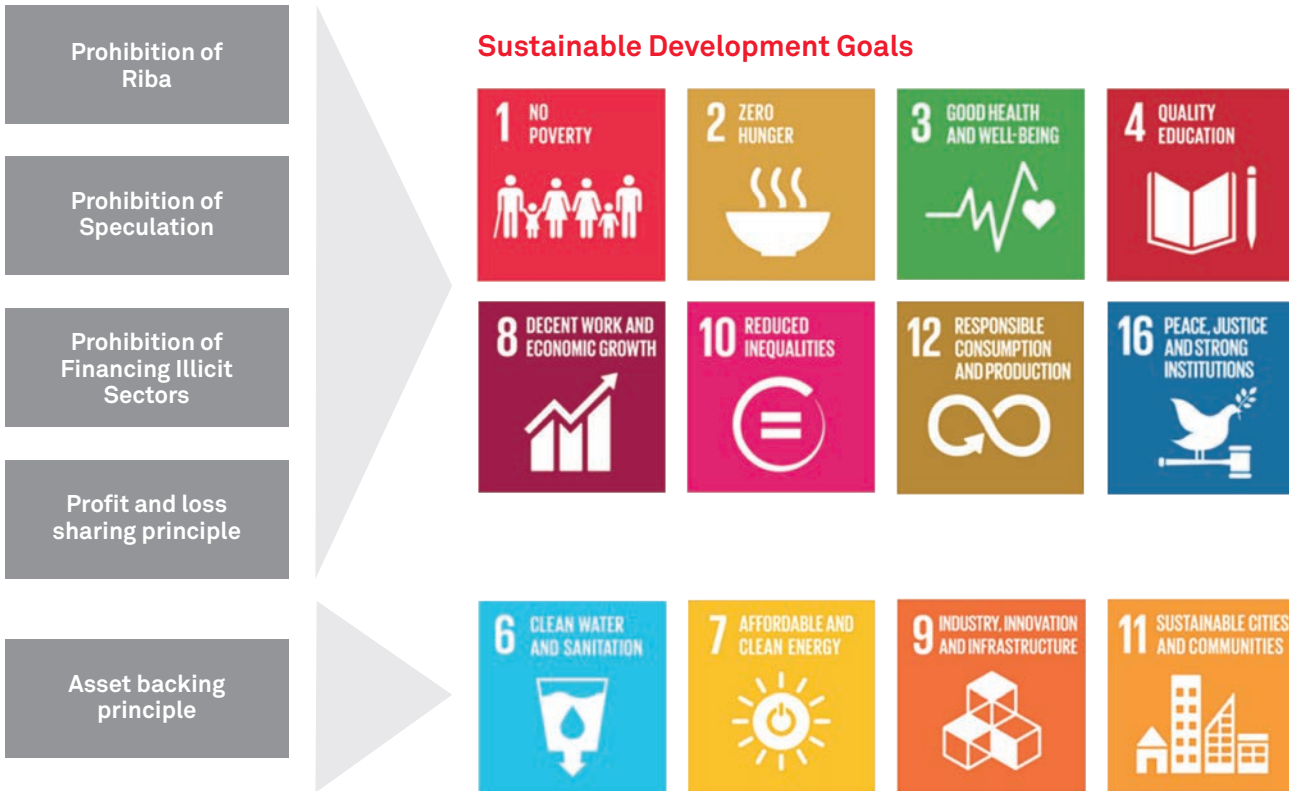 Prohibition of
Riba
Prohibition of
Speculation
Prohibition of
Financing Illicit
Sectors
Profit and loss
sharing principle
Asset backing
principle
Sustainable Development Goals
1 NO
POVERTY
2 ZERO
HUNGER
3 GOOD HEALTH
AND WELL-BEING
4 QUALITY
EDUCATION
8 DECENT WORK AND
ECONOMIC GROWTH
10 REDUCED
INEQUALITIES
12 RESPONSIBLE
CONSUMPTION
AND PRODUCTION
16 PEACE, JUSTICE
AND STRONG
INSTITUTIONS
6 CLEAN WATER
AND SANITATION
7 AFFORDABLE AND
CLEAN ENERGY
9 INDUSTRY, INNOVATION
AND INFRASTRUCTURE
11 SUSTAINABLE CITIES
AND COMMUNITIES